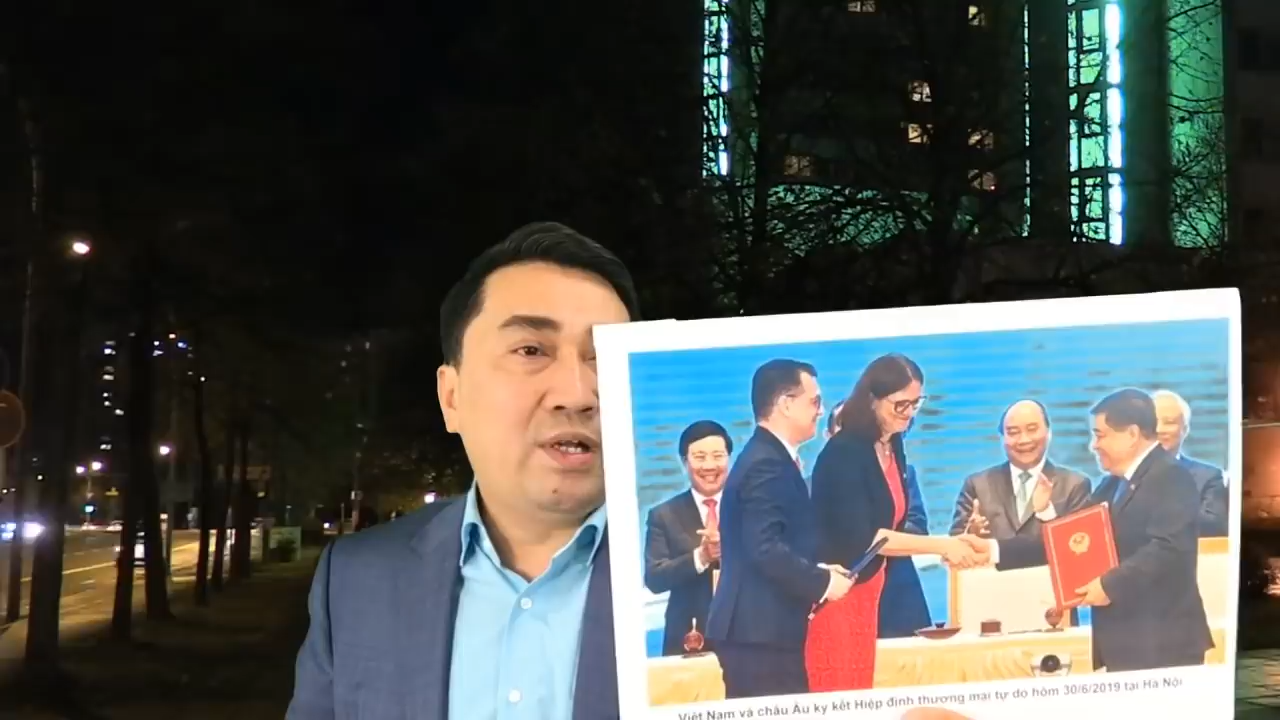 Việt Nam và châu Âu ký kết Hiệp định thương mại tự do hôm 30/6/2019 tại Hà Nội